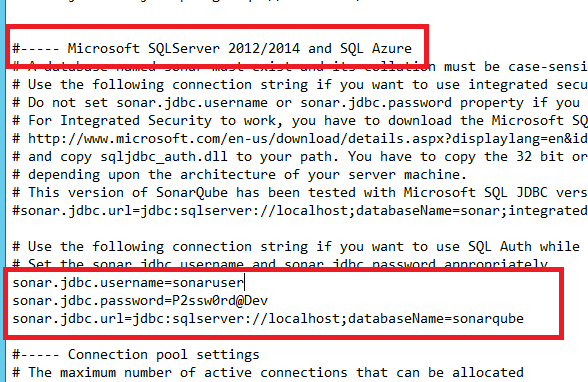 #----- Microsoft SQLServer 2012/2014 and SQL Azure
# A database named sonar must exist and its collation must be case-sensi
# Use the following connection string if you want to use integrated secu
# Do not set sonar.jdbc.username or sonar.jdbc.password property if you
# For Integrated Security to work, you have to download the Microsoft SQ
# http://www.microsoft.com/en-us/download/details.aspx?displaylang=en&id
# and copy sqljdbc_auth.dll to your path. You have to copy the 32 bit or
# depending upon the architecture of your server machine.
# This version of SonarQube has been tested with Microsoft SQL JDBC vers
#sonar.jdbc.url=jdbc:sqlserver://localhost;databaseName=sonar;integrated
# Use the following connection string if you want to use SQL Auth while
# Set the sonar.jdbc.username and sonar.jdbc.password appropriately
sonar.jdbc.username=sonaruser
sonar.jdbc.password=P2ssw0rd@Dev
sonar.jdbc.url=jdbc:sqlserver://localhost;databaseName=sonarqube
#----- Connection pool settings
# The maximum number of active connections that can be allocated